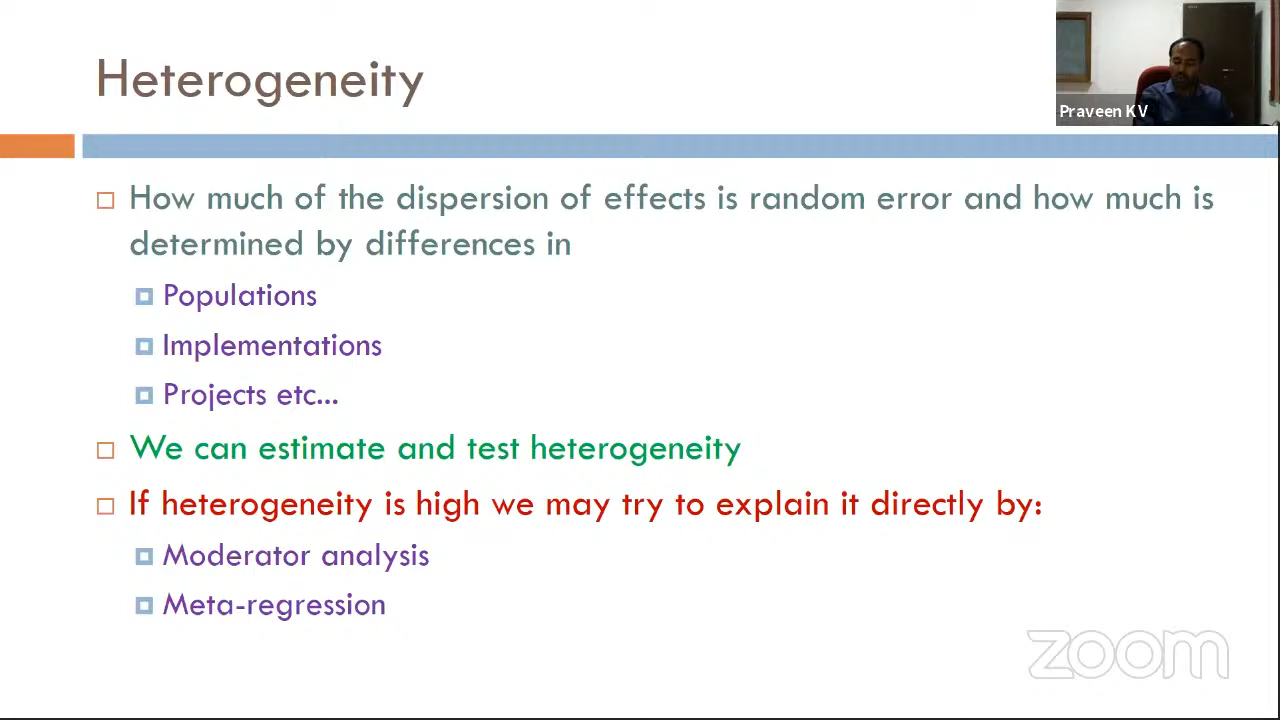 Heterogeneity
Praveen K V
How much of the dispersion of effects is random error and how much is
determined by differences in
Populations
Implementations
Projects etc...
We can estimate and test heterogeneity
If heterogeneity is high we may try to explain it directly by:
Moderator analysis
Meta-regression
zoom